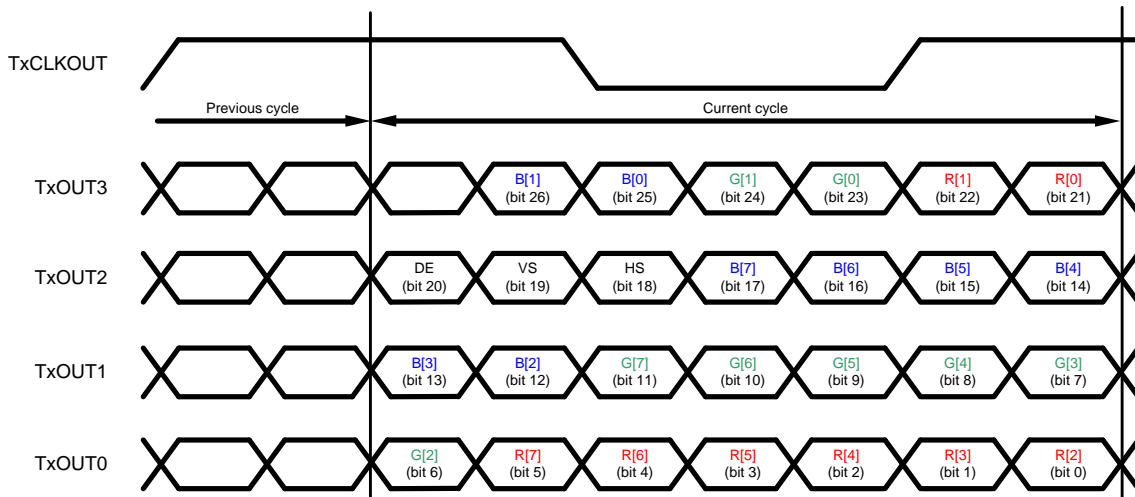 TxCLKOUT
Previous cycle
Current cycle
TxOUT3
B[1]
(bit 26)
B[0]
(bit 25)
G[1]
(bit 24)
G[0]
(bit 23)
R[1]
(bit 22)
R[0]
(bit 21)
TxOUT2
DE
(bit 20)
VS
(bit 19)
HS
(bit 18)
B[7]
(bit 17)
B[6]
(bit 16)
B[5]
(bit 15)
B[4]
(bit 14)
TxOUT1
B[3]
(bit 13)
B[2]
(bit 12)
G[7]
(bit 11)
G[6]
(bit 10)
G[5]
(bit 9)
G[4]
(bit 8)
G[3]
(bit 7)
TxOUT0
G[2]
(bit 6)
R[7]
(bit 5)
R[6]
(bit 4)
R[5]
(bit 3)
R[4]
(bit 2)
R[3]
(bit 1)
R[2]
(bit 0)